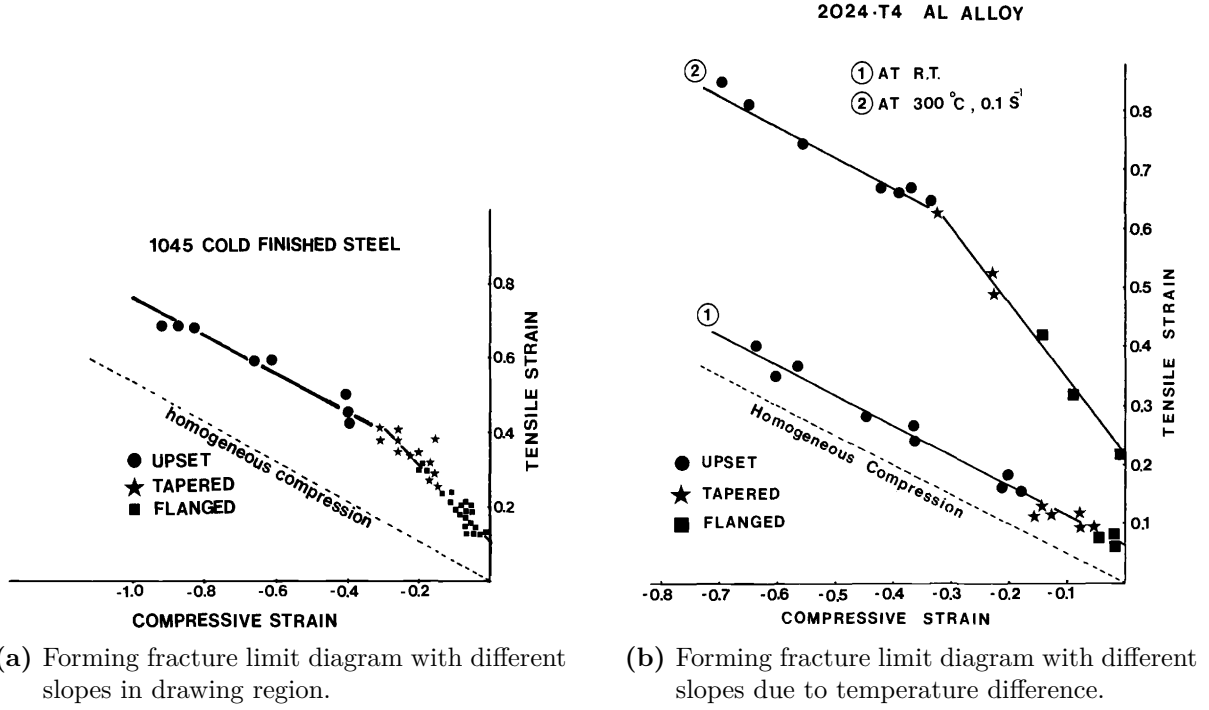 2024·T4 AL ALLOY
1045 COLD FINISHED STEEL
0.8
0.6
0.4
0.2
TENSILE STRAIN
homogeneous compression
UPSET
TAPERED
FLANGED
-1.0 -0.8 -0.6 -0.4 -0.2
COMPRESSIVE STRAIN
(a) Forming fracture limit diagram with different
slopes in drawing region.
2
1 AT R.T.
2 AT 300 °C, 0.1 S⁻¹
0.8
0.7
0.6
0.5
0.4
0.3
0.2
0.1
TENSILE STRAIN
1
Homogeneous Compression
UPSET
TAPERED
FLANGED
-0.8 -0.7 -0.6 -0.5 -0.4 -0.3 -0.2 -0.1
COMPRESSIVE STRAIN
(b) Forming fracture limit diagram with different
slopes due to temperature difference.